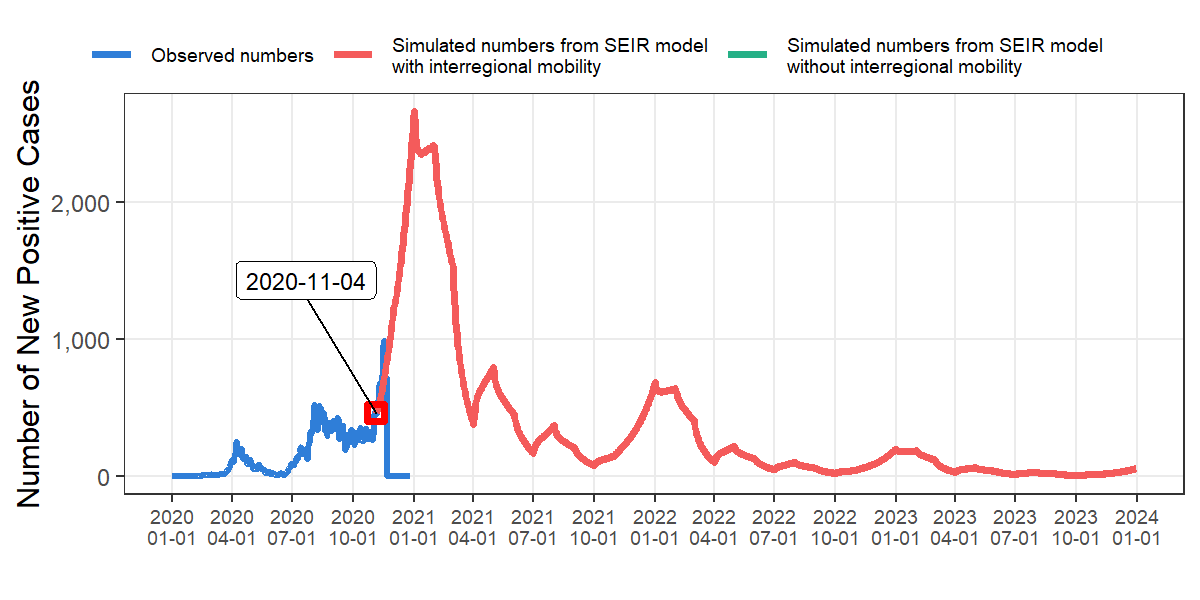 Observed numbers
Simulated numbers from SEIR model
with interregional mobility
Simulated numbers from SEIR model
without interregional mobility
Number of New Positive Cases
2,000
1,000
0
2020-11-04
2020 2020 2020 2020 2021 2021 2021 2021 2022 2022 2022 2022 2023 2023 2023 2023 2024
01-01 04-01 07-01 10-01 01-01 04-01 07-01 10-01 01-01 04-01 07-01 10-01 01-01 04-01 07-01 10-01 01-01